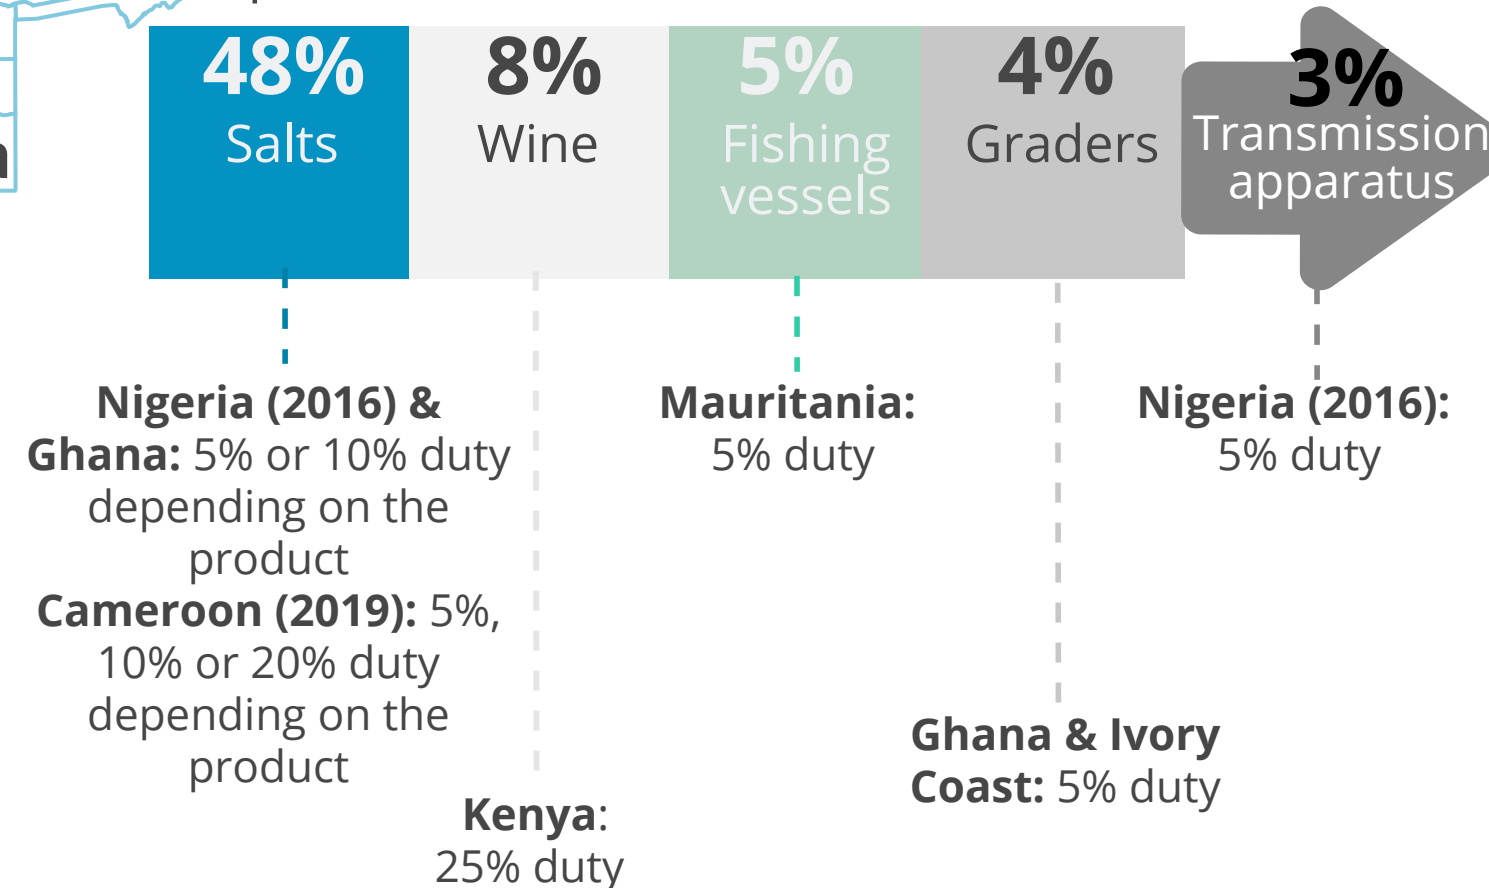 48%
Salts
8%
Wine
5%
Fishing
vessels
4%
Graders
3%
Transmission
apparatus
Nigeria (2016) &
Ghana: 5% or 10% duty
depending on the
product
Cameroon (2019): 5%,
10% or 20% duty
depending on the
product
Kenya:
25% duty
Mauritania:
5% duty
Ghana & Ivory
Coast: 5% duty
Nigeria (2016):
5% duty